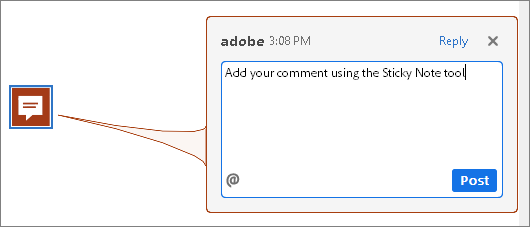 adobe 3:08 PM Reply
Add your comment using the Sticky Note tool
@ Post